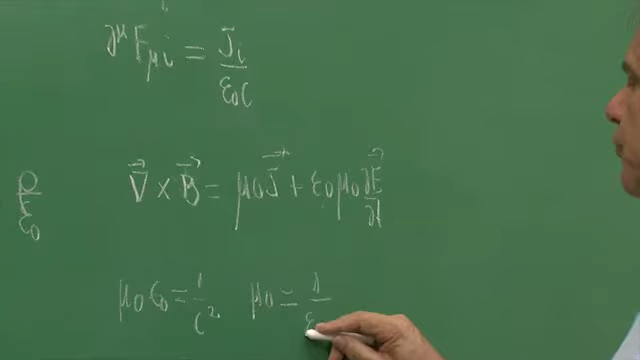 ∂^μ F_μi = J_i/(ε₀c)
∇⃗ × B⃗ = μ₀J⃗ + ε₀μ₀ ∂E⃗/∂t
ρ/ε₀
μ₀ε₀ = 1/c²   μ₀ = 1/ε